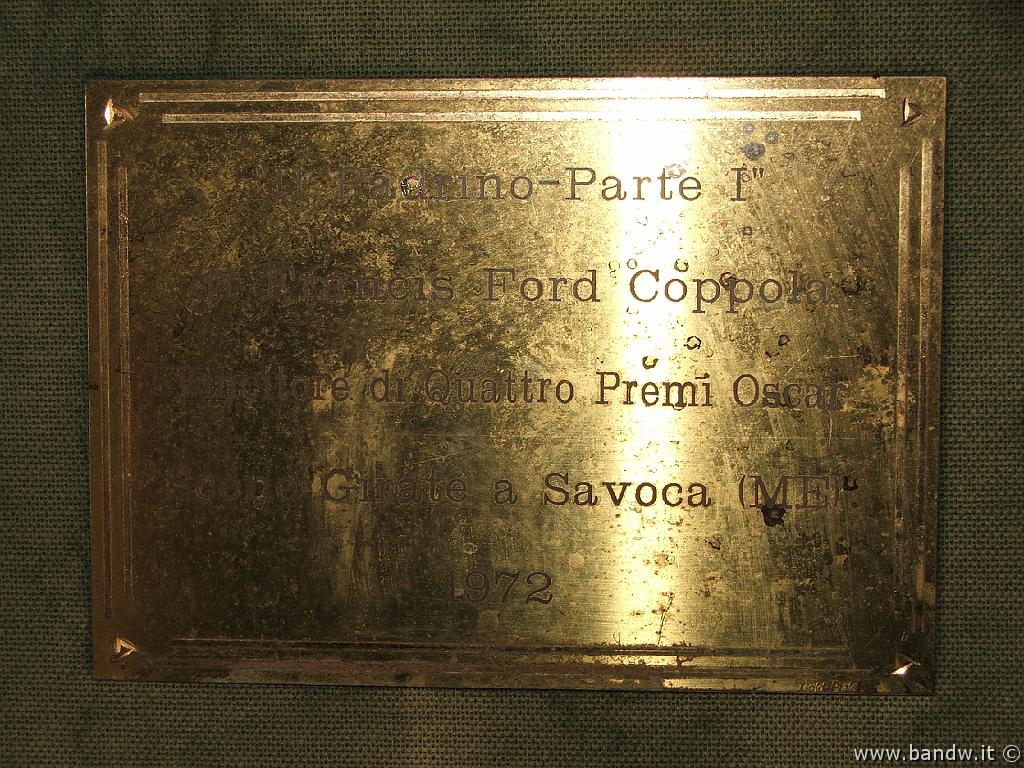 "Il Padrino-Parte I"
di Francis Ford Coppola
Vincitore di Quattro Premi Oscar
Scene Girate a Savoca (ME)
1972
www.bandw.it ©